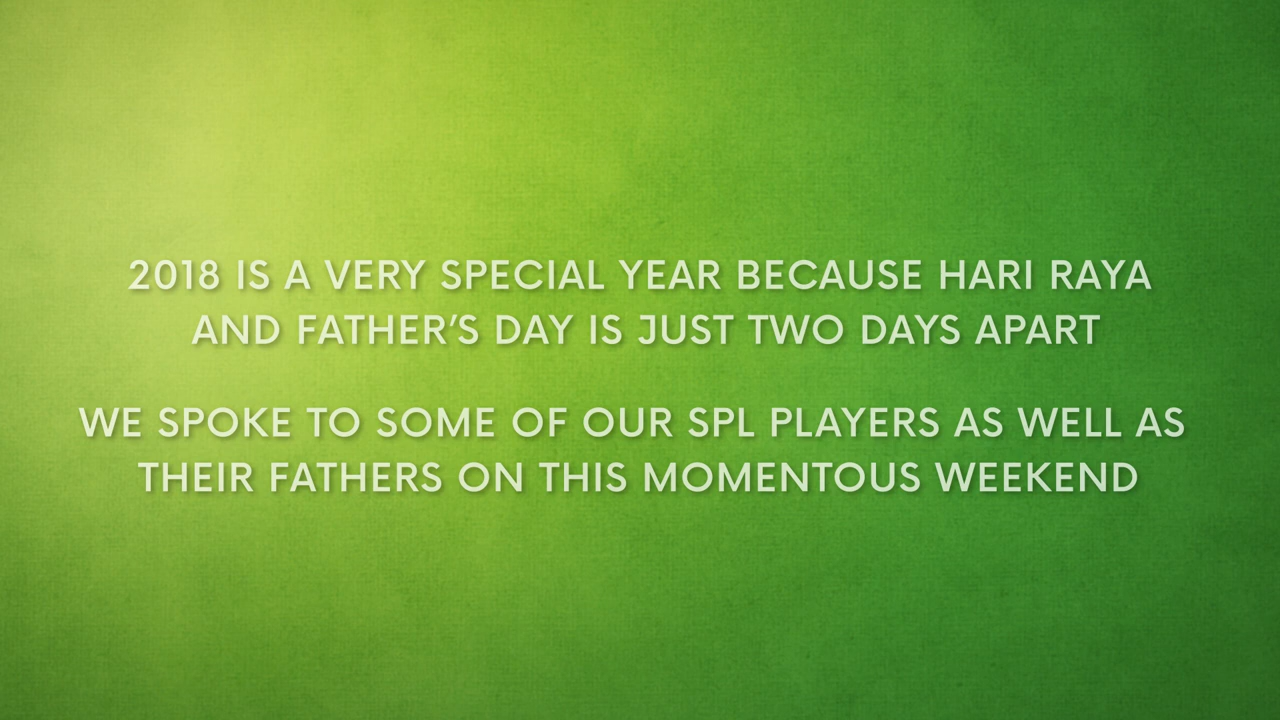 2018 IS A VERY SPECIAL YEAR BECAUSE HARI RAYA
AND FATHER'S DAY IS JUST TWO DAYS APART
WE SPOKE TO SOME OF OUR SPL PLAYERS AS WELL AS
THEIR FATHERS ON THIS MOMENTOUS WEEKEND